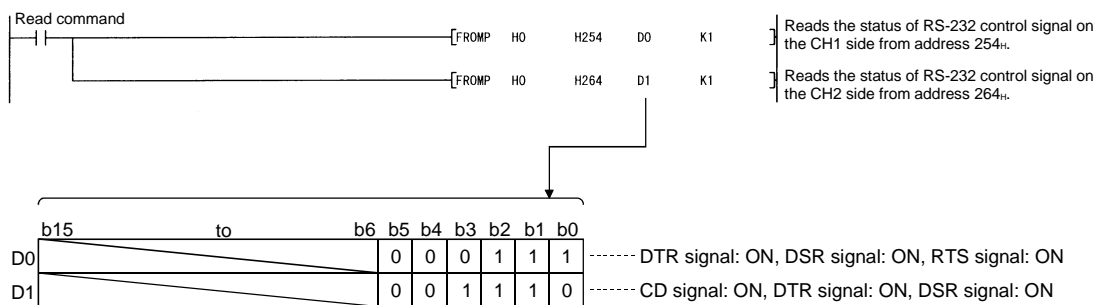 Read command
[FROMP H0 H254 D0 K1 ] Reads the status of RS-232 control signal on
the CH1 side from address 254H.
[FROMP H0 H264 D1 K1 ] Reads the status of RS-232 control signal on
the CH2 side from address 264H.
b15 to b6 b5 b4 b3 b2 b1 b0
D0 0 0 0 1 1 1 DTR signal: ON, DSR signal: ON, RTS signal: ON
D1 0 0 1 1 1 0 CD signal: ON, DTR signal: ON, DSR signal: ON